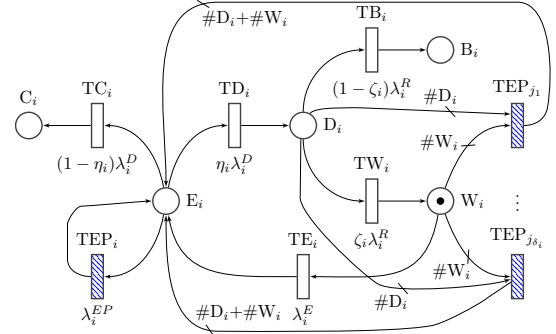 #D_i+#W_i
TB_i
B_i
(1 − ζ_i)λ_i^R
TEP_{j_1}
C_i
TC_i
TD_i
#D_i
D_i
(1 − η_i)λ_i^D
η_iλ_i^D
#W_i
TW_i
E_i
W_i
ζ_iλ_i^R
⋮
TEP_i
TE_i
TEP_{j_{δ_i}}
#W_i
λ_i^{EP}
#D_i+#W_i
λ_i^E
#D_i